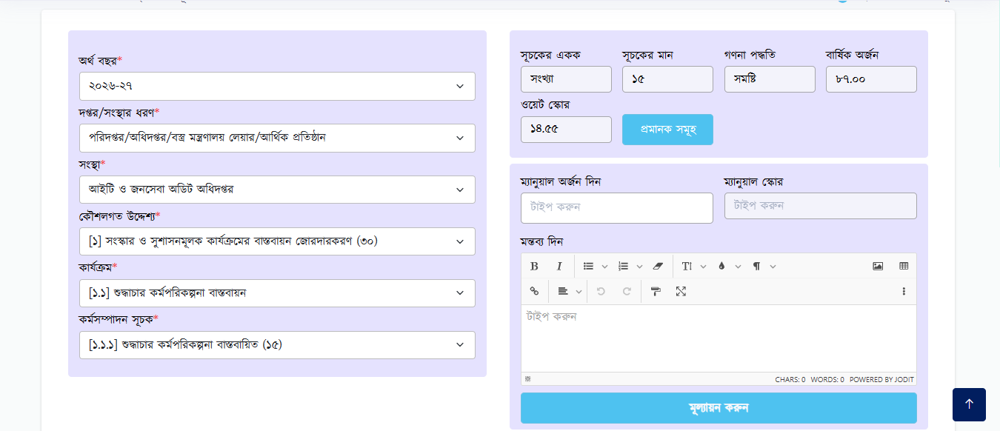 অর্থ বছর*
২০২৬-২৭
দপ্তর/সংস্থার ধরণ*
পরিদপ্তর/অধিদপ্তর/বস্ত্র মন্ত্রণালয় লেয়ার/আর্থিক প্রতিষ্ঠান
সংস্থা*
আইটি ও জনসেবা অডিট অধিদপ্তর
কৌশলগত উদ্দেশ্য*
[১] সংস্কার ও সুশাসনমূলক কার্যক্রমের বাস্তবায়ন জোরদারকরণ (৩০)
কার্যক্রম*
[১.১] শুদ্ধাচার কর্মপরিকল্পনা বাস্তবায়ন
কর্মসম্পাদন সূচক*
[১.১.১] শুদ্ধাচার কর্মপরিকল্পনা বাস্তবায়িত (১৫)
সূচকের একক সূচকের মান গণনা পদ্ধতি বার্ষিক অর্জন
সংখ্যা ১৫ সমষ্টি ৮৭.০০
ওয়েট স্কোর
১৪.৫৫ প্রমানক সমূহ
ম্যানুয়াল অর্জন দিন ম্যানুয়াল স্কোর
টাইপ করুন টাইপ করুন
মন্তব্য দিন
টাইপ করুন
CHARS: 0 WORDS: 0 POWERED BY JODIT
মূল্যায়ন করুন